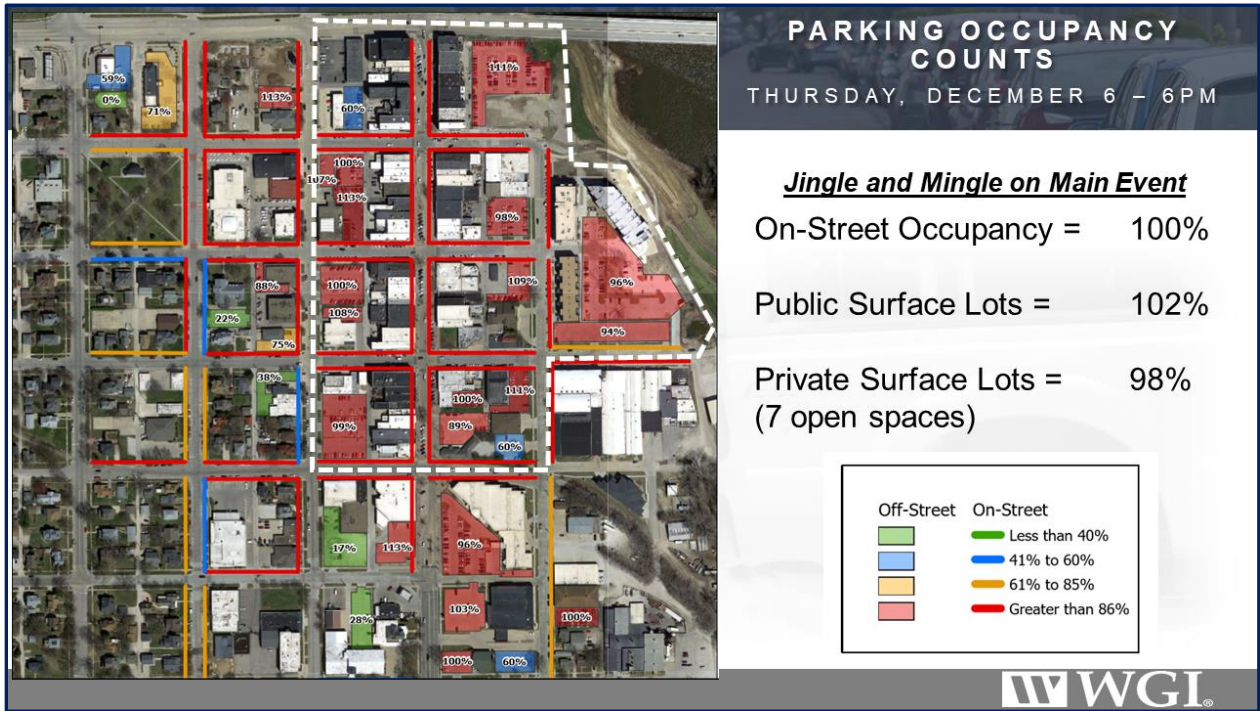 PARKING OCCUPANCY
COUNTS
THURSDAY, DECEMBER 6 – 6PM
Jingle and Mingle on Main Event
On-Street Occupancy = 100%
Public Surface Lots = 102%
Private Surface Lots = 98%
(7 open spaces)
Off-Street On-Street
Less than 40%
41% to 60%
61% to 85%
Greater than 86%
WGI®
111%
59%
0%
71%
113%
60%
100%
107%
113%
98%
88%
100%
109%
96%
22%
108%
94%
75%
38%
111%
100%
99%
89%
60%
17%
113%
96%
103%
28%
100%
100%
60%